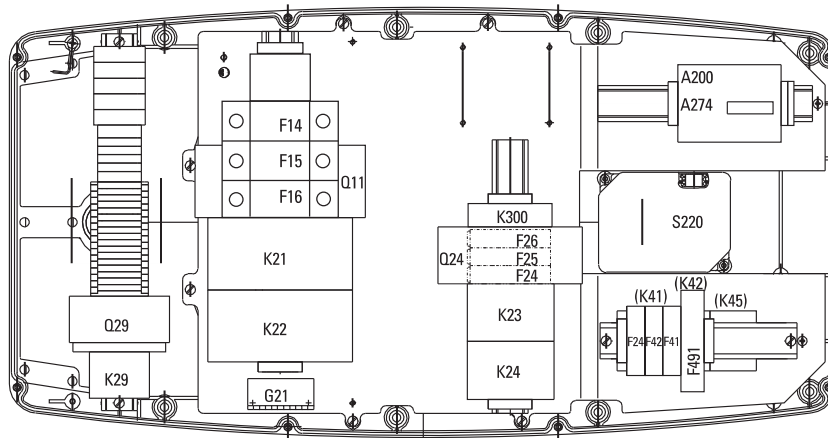 A200
A274
F14
F15
F16
Q11
K21
K22
G21
Q29
K29
K300
Q24
F26
F25
F24
K23
K24
S220
(K41)
(K42)
(K45)
F24
F42
F41
F491